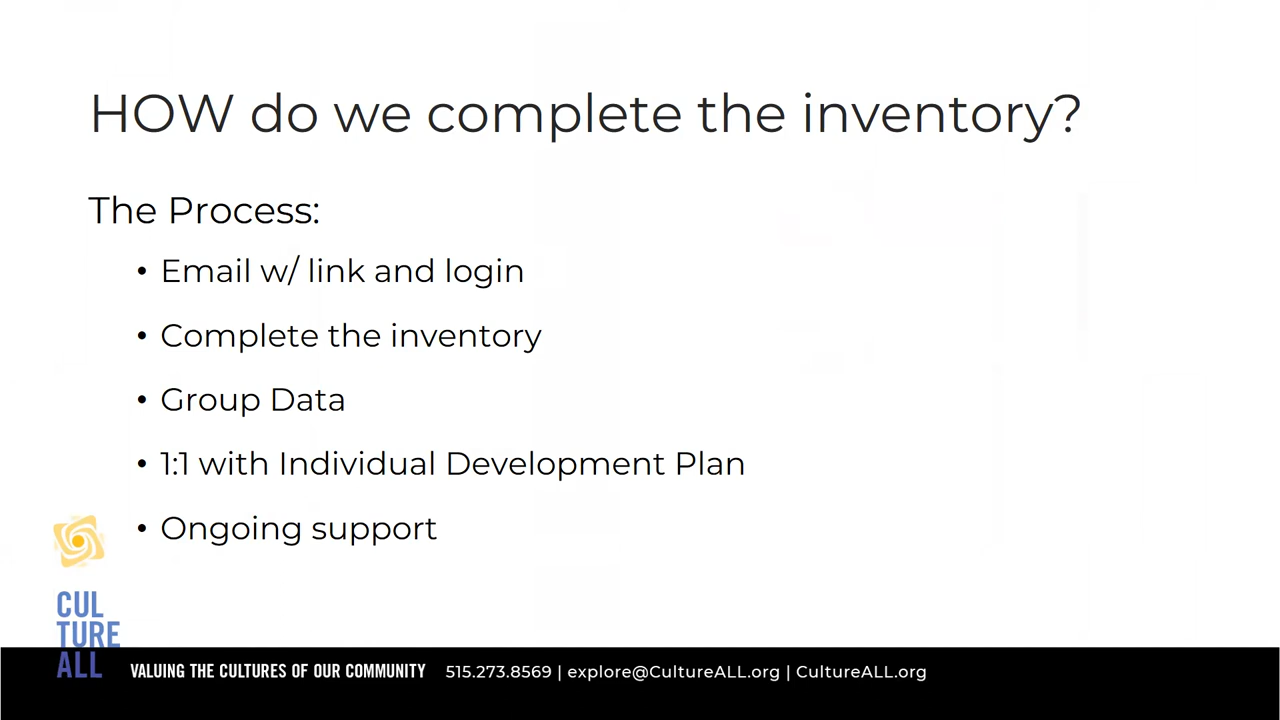 HOW do we complete the inventory?
The Process:
• Email w/ link and login
• Complete the inventory
• Group Data
• 1:1 with Individual Development Plan
• Ongoing support
CUL
TURE
ALL
VALUING THE CULTURES OF OUR COMMUNITY 515.273.8569 | explore@CultureALL.org | CultureALL.org